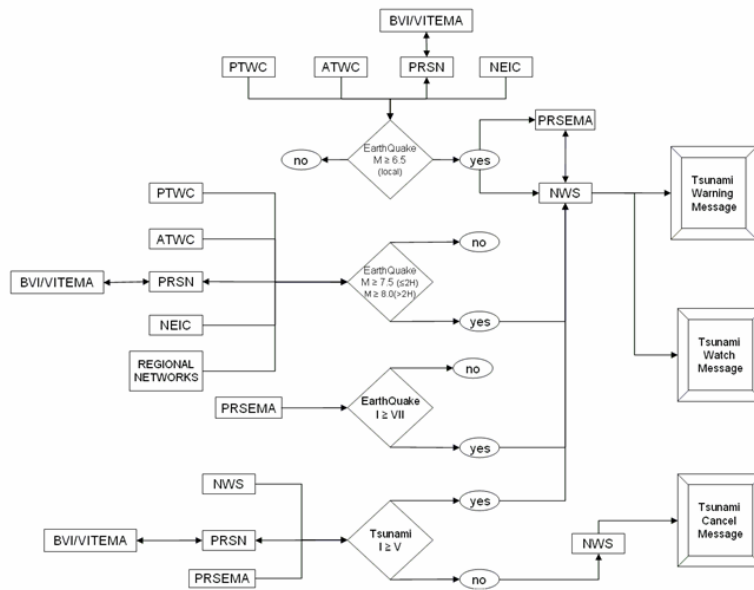 BVI/VITEMA
PTWC
ATWC
PRSN
NEIC
EarthQuake
M ≥ 6.5
(local)
no
yes
PRSEMA
NWS
Tsunami
Warning
Message
PTWC
ATWC
BVI/VITEMA
PRSN
NEIC
REGIONAL
NETWORKS
EarthQuake
M ≥ 7.5 (≤2H)
M ≥ 8.0(>2H)
no
yes
Tsunami
Watch
Message
PRSEMA
EarthQuake
I ≥ VII
no
yes
NWS
BVI/VITEMA
PRSN
PRSEMA
Tsunami
I ≥ V
yes
no
NWS
Tsunami
Cancel
Message